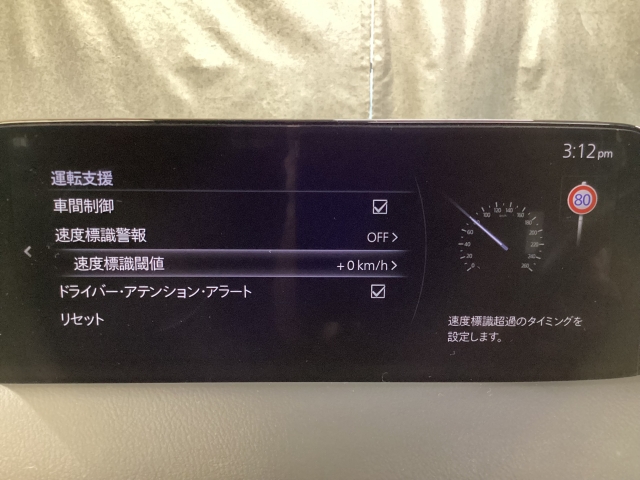 3:12pm
運転支援
車間制御
速度標識警報 OFF
速度標識閾値 +0km/h
ドライバー・アテンション・アラート
リセット
80
速度標識超過のタイミングを
設定します。